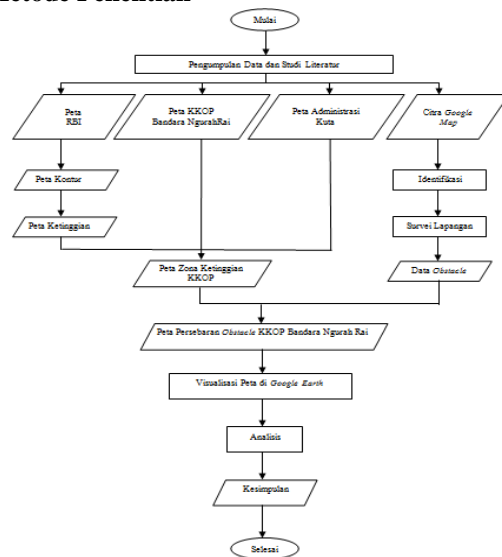 Metode Penelitian
Mulai
Pengumpulan Data dan Studi Literatur
Peta
RBI
Peta KKOP
Bandara NgurahRai
Peta Administrasi
Kuta
Citra Google
Map
Peta Kontur
Identifikasi
Peta Ketinggian
Survei Lapangan
Peta Zona Ketinggian
KKOP
Data Obstacle
Peta Persebaran Obstacle KKOP Bandara Ngurah Rai
Visualisasi Peta di Google Earth
Analisis
Kesimpulan
Selesai